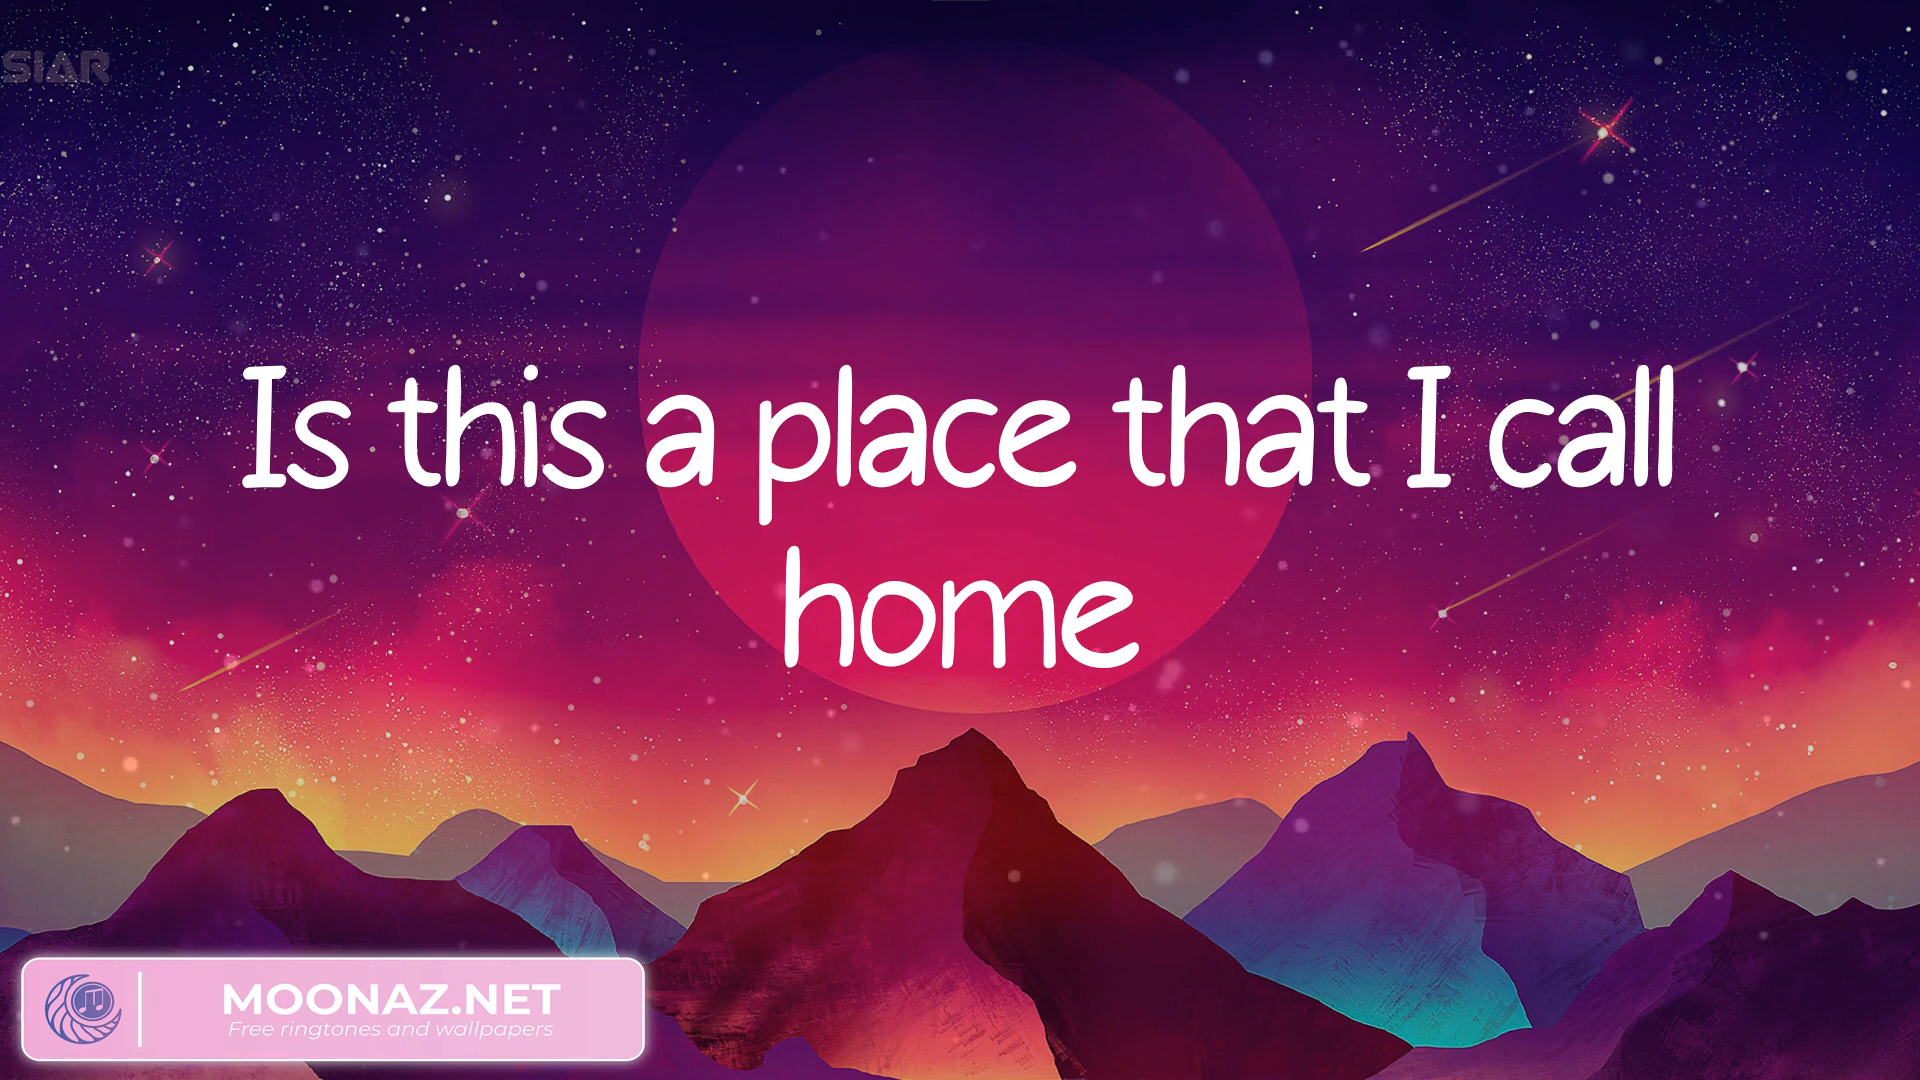 SIAR
Is this a place that I call
home
MOONAZ.NET
Free ringtones and wallpapers